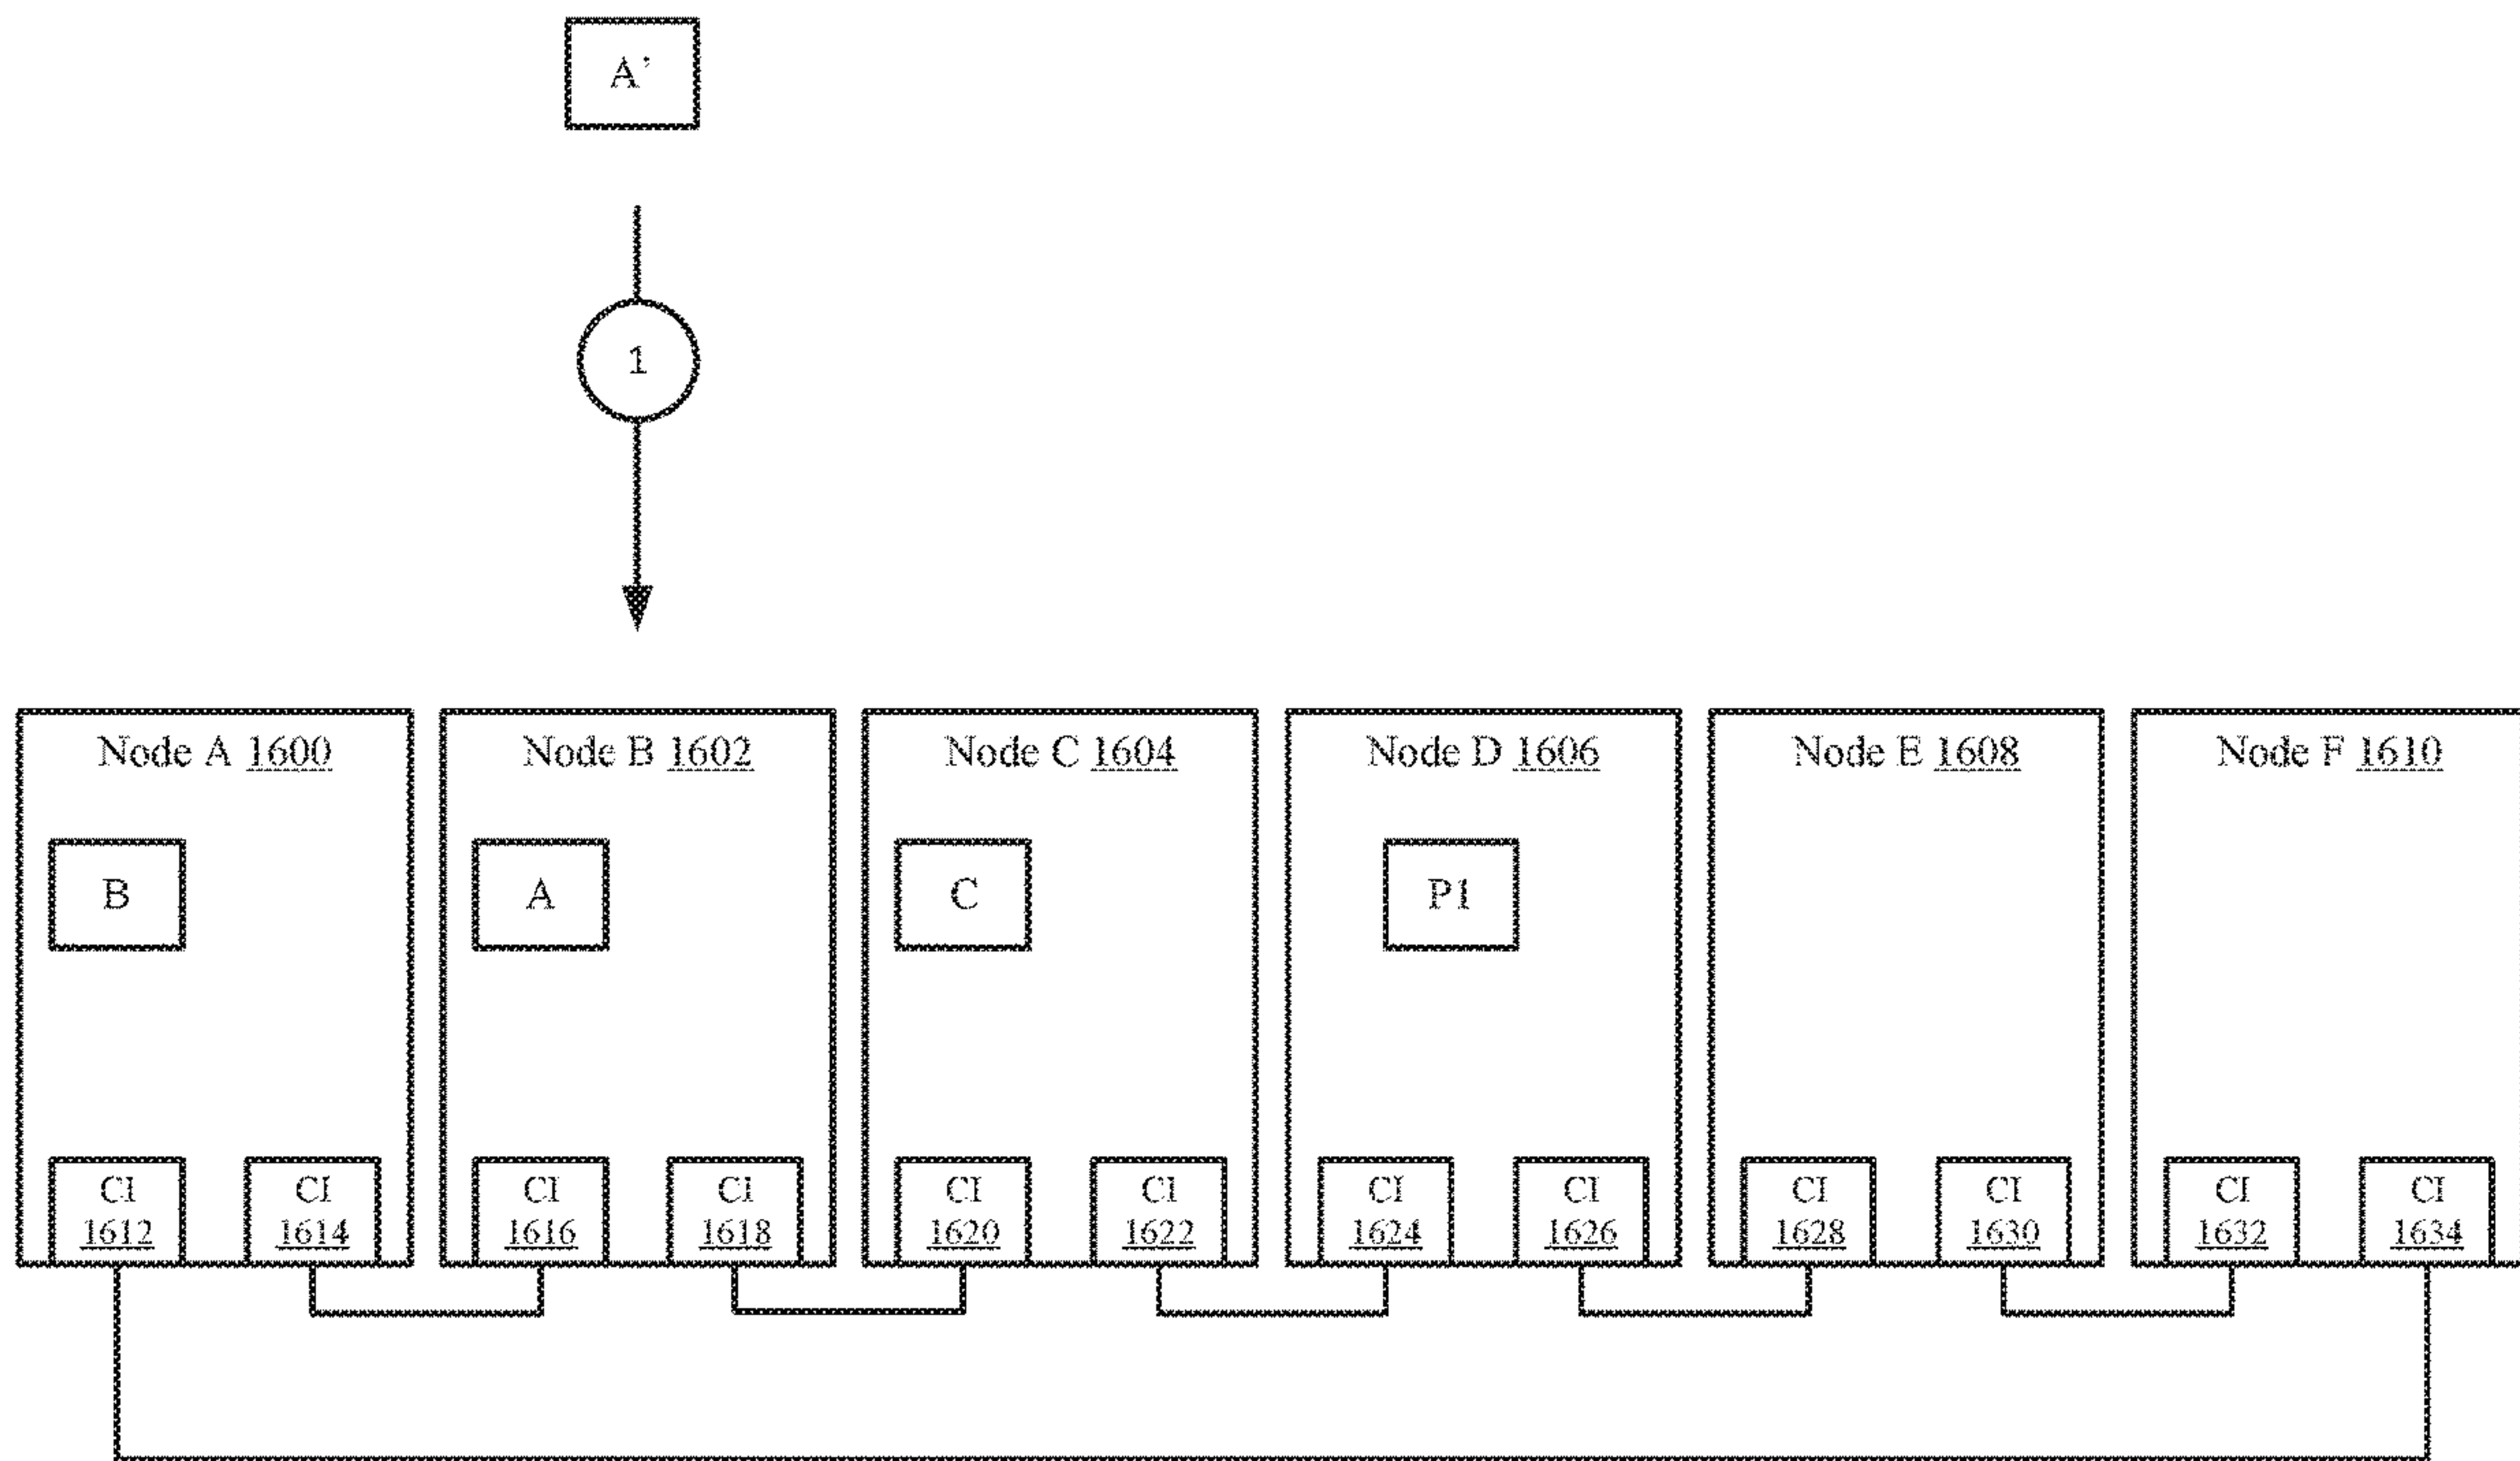 A'
1
Node A 1600
Node B 1602
Node C 1604
Node D 1606
Node E 1608
Node F 1610
B
A
C
P1
CI
1612
CI
1614
CI
1616
CI
1618
CI
1620
CI
1622
CI
1624
CI
1626
CI
1628
CI
1630
CI
1632
CI
1634